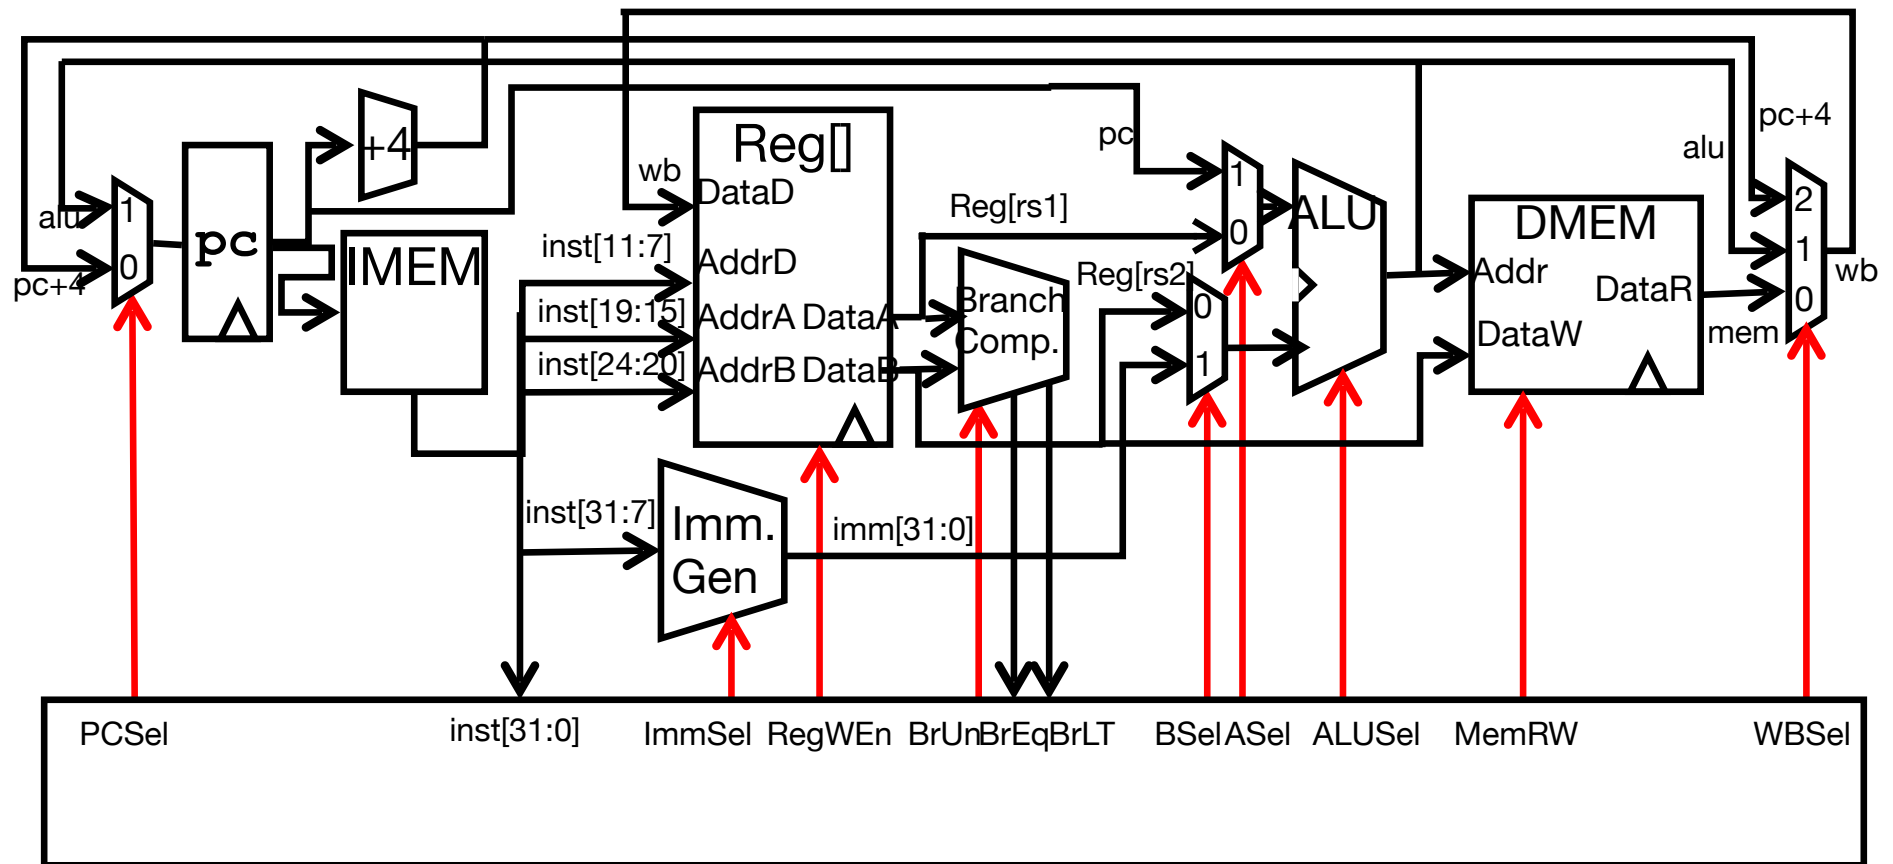 pc+4
alu
+4
Reg[]
pc
wb
DataD
1
2
alu
pc
1
0
pc+4
IMEM
inst[11:7]
AddrD
Reg[rs1]
1
0
ALU
DMEM
Addr
DataR
1
wb
inst[19:15]
AddrA DataA
Branch
Comp.
Reg[rs2]
0
0
mem
DataW
inst[24:20]
AddrB DataB
1
inst[31:7]
Imm.
Gen
imm[31:0]
PCSel
inst[31:0]
ImmSel
RegWEn
BrUn
BrEq
BrLT
BSel
ASel
ALUSel
MemRW
WBSel